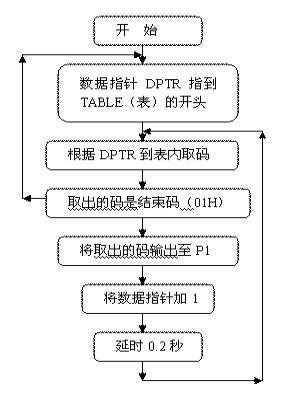 开 始
数据指针 DPTR 指到
TABLE（表）的开头
根据 DPTR 到表内取码
取出的码是结束码（01H）
将取出的码输出至 P1
将数据指针加 1
延时 0.2 秒